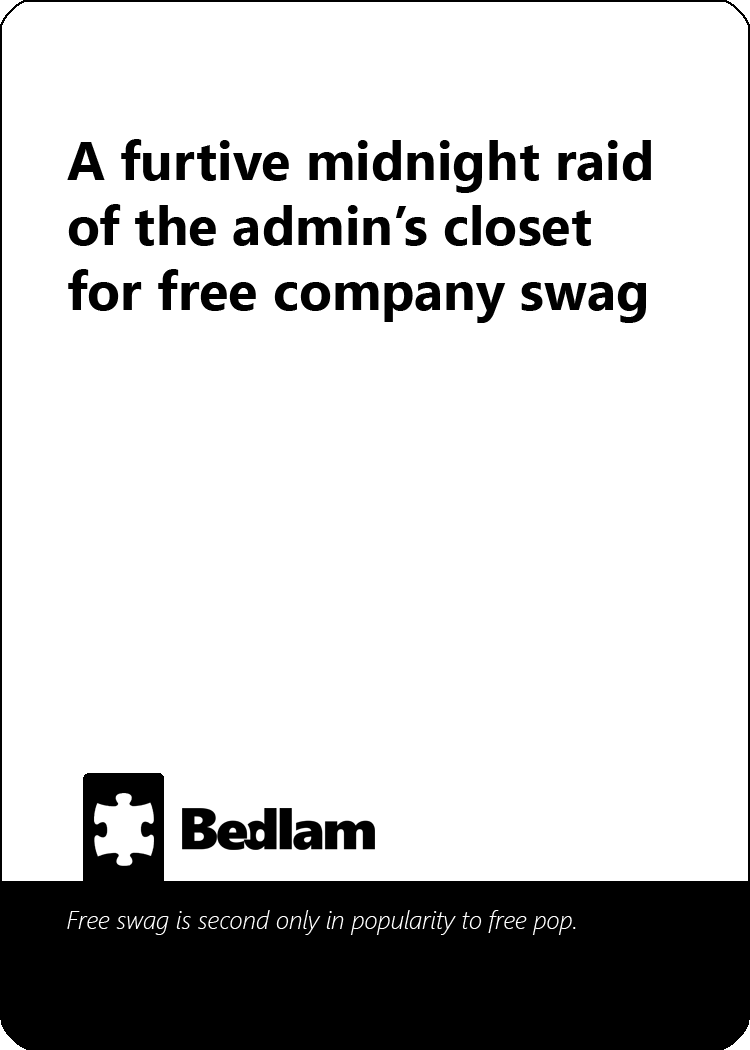 A furtive midnight raid
of the admin’s closet
for free company swag
Bedlam
Free swag is second only in popularity to free pop.